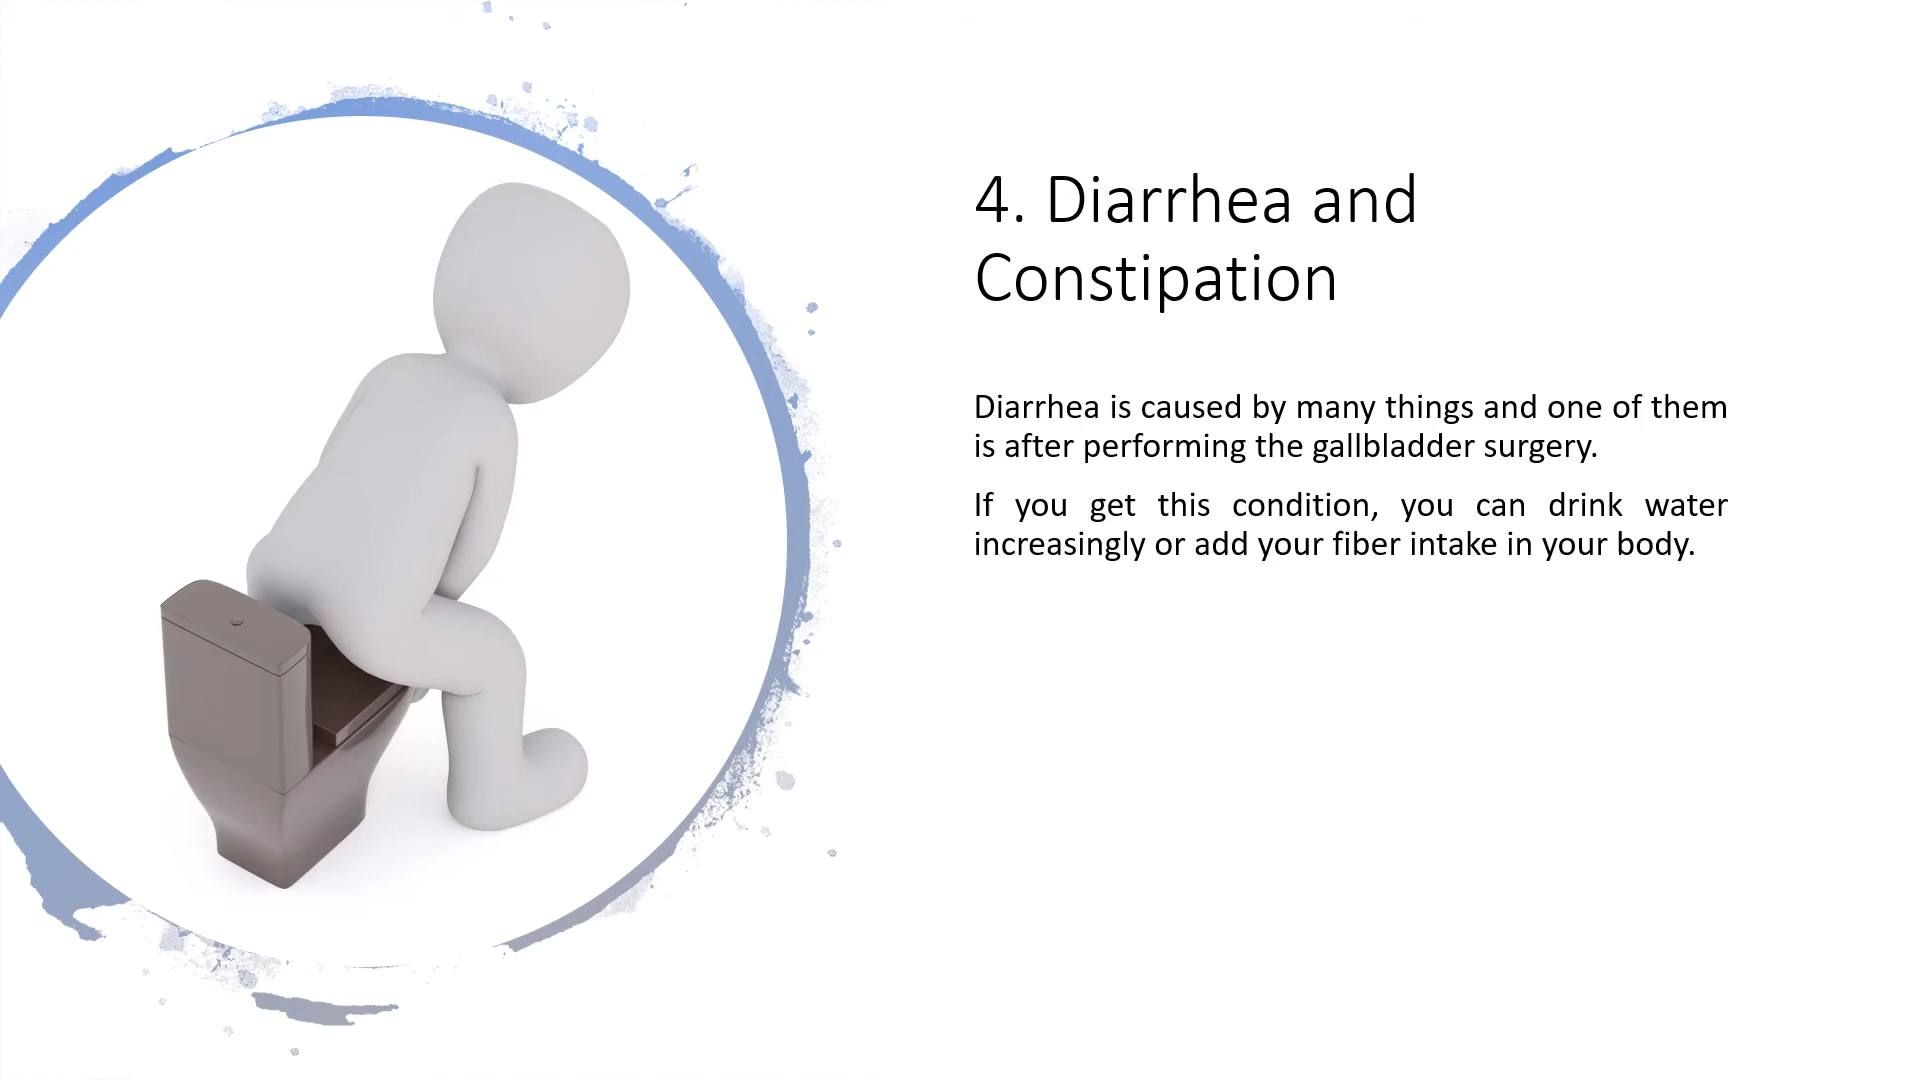 4. Diarrhea and
Constipation
Diarrhea is caused by many things and one of them
is after performing the gallbladder surgery.
If you get this condition, you can drink water
increasingly or add your fiber intake in your body.